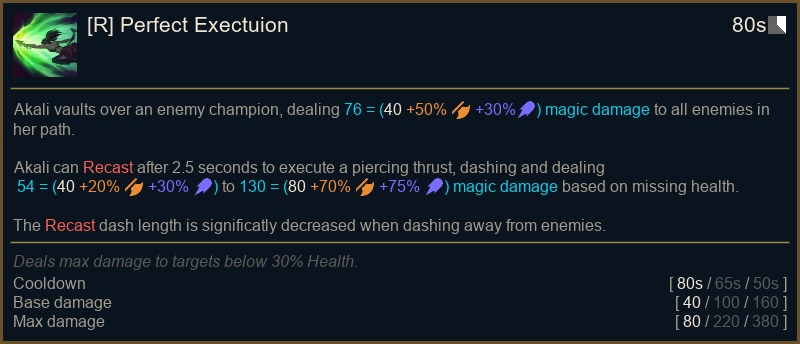 [R] Perfect Exectuion 80s
Akali vaults over an enemy champion, dealing 76 = (40 +50% +30% ) magic damage to all enemies in
her path.
Akali can Recast after 2.5 seconds to execute a piercing thrust, dashing and dealing
54 = (40 +20% +30% ) to 130 = (80 +70% +75% ) magic damage based on missing health.
The Recast dash length is significatly decreased when dashing away from enemies.
Deals max damage to targets below 30% Health.
Cooldown [ 80s / 65s / 50s ]
Base damage [ 40 / 100 / 160 ]
Max damage [ 80 / 220 / 380 ]